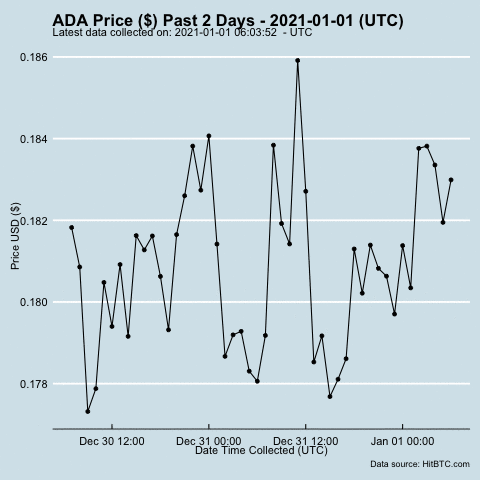 ADA Price ($) Past 2 Days - 2021-01-01 (UTC)
Latest data collected on: 2021-01-01 06:03:52 - UTC
0.186
0.184
0.182
0.180
0.178
Price USD ($)
Dec 30 12:00
Dec 31 00:00
Dec 31 12:00
Jan 01 00:00
Date Time Collected (UTC)
Data source: HitBTC.com